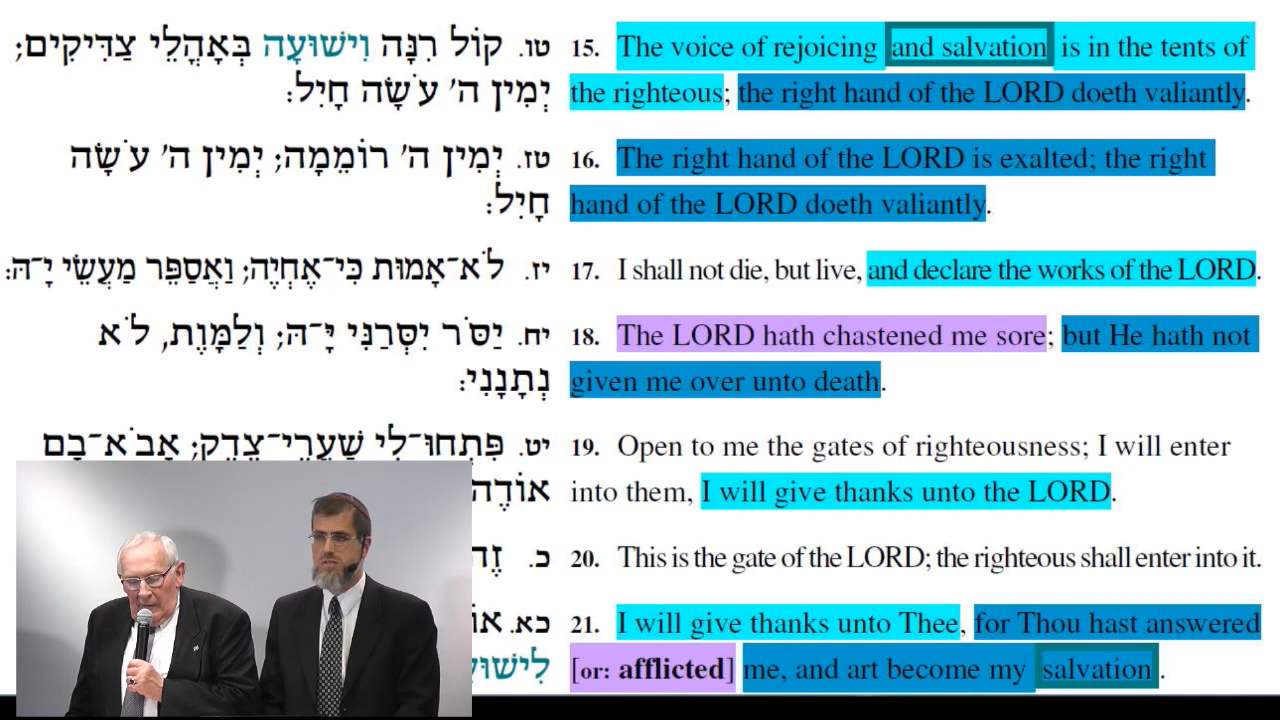 טו. קוֹל רִנָּה וִישׁוּעָה בְּאָהֳלֵי צַדִּיקִים;
יְמִין ה' עֹשָׂה חָיִל:
טז. יְמִין ה' רוֹמֵמָה; יְמִין ה' עֹשָׂה
חָיִל:
יז. לֹא־אָמוּת כִּי־אֶחְיֶה; וַאֲסַפֵּר מַעֲשֵׂי יָ־הּ:
יח. יַסֹּר יִסְּרַנִּי יָּ־הּ; וְלַמָּוֶת, לֹא
נְתָנָנִי:
יט. פִּתְחוּ־לִי שַׁעֲרֵי־צֶדֶק; אָבֹא־בָם
אוֹדֶה
כ. זֶה
כא. אוֹ
לִישׁוּ
15. The voice of rejoicing and salvation is in the tents of
the righteous; the right hand of the LORD doeth valiantly.
16. The right hand of the LORD is exalted; the right
hand of the LORD doeth valiantly.
17. I shall not die, but live, and declare the works of the LORD.
18. The LORD hath chastened me sore; but He hath not
given me over unto death.
19. Open to me the gates of righteousness; I will enter
into them, I will give thanks unto the LORD.
20. This is the gate of the LORD; the righteous shall enter into it.
21. I will give thanks unto Thee, for Thou hast answered
[or: afflicted] me, and art become my salvation.